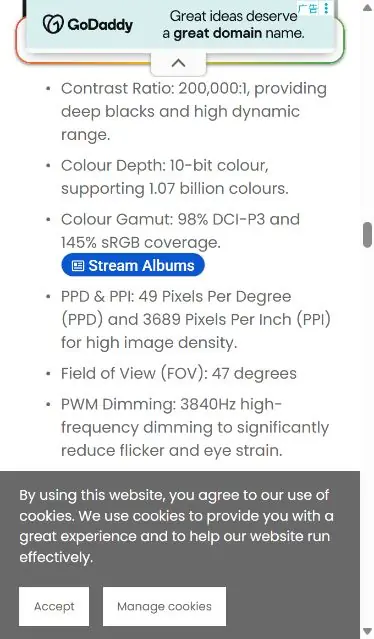 GoDaddy
Great ideas deserve
a great domain name.
广告
• Contrast Ratio: 200,000:1, providing
deep blacks and high dynamic
range.
• Colour Depth: 10-bit colour,
supporting 1.07 billion colours.
• Colour Gamut: 98% DCI-P3 and
145% sRGB coverage.
Stream Albums
• PPD & PPI: 49 Pixels Per Degree
(PPD) and 3689 Pixels Per Inch (PPI)
for high image density.
• Field of View (FOV): 47 degrees
• PWM Dimming: 3840Hz high-
frequency dimming to significantly
reduce flicker and eye strain.
By using this website, you agree to our use of
cookies. We use cookies to provide you with a
great experience and to help our website run
effectively.
Accept
Manage cookies